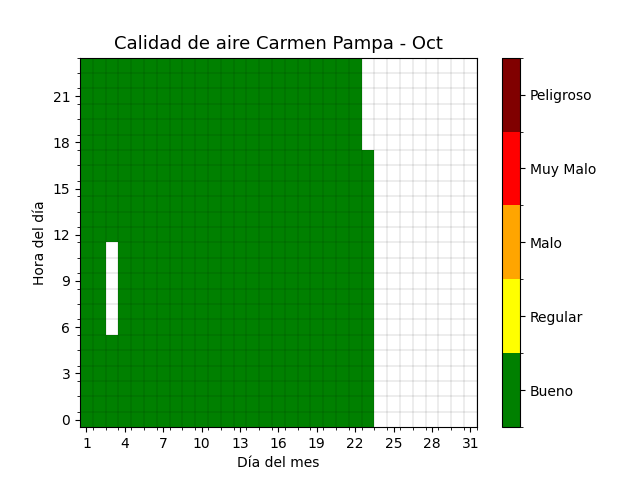 Calidad de aire Carmen Pampa - Oct
21
18
15
12
9
6
3
0
Hora del día
1 4 7 10 13 16 19 22 25 28 31
Día del mes
Peligroso
Muy Malo
Malo
Regular
Bueno